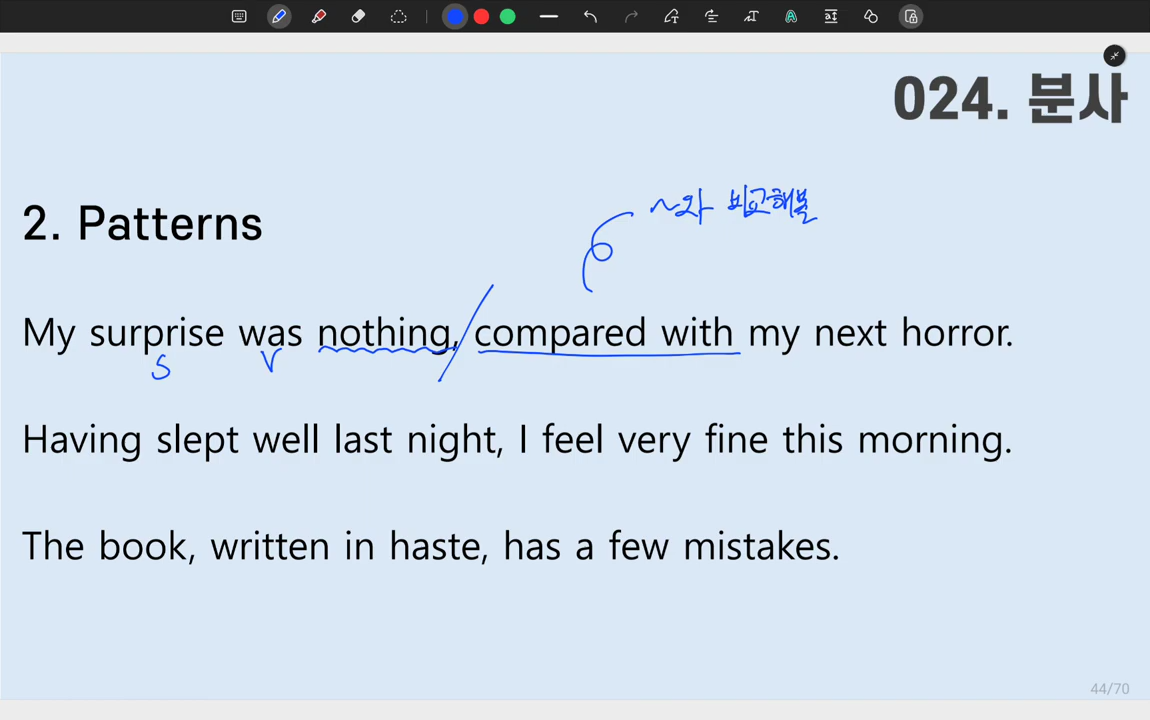 024. 분사
2. Patterns
~와 비교해볼
My surprise was nothing, compared with my next horror.
S V
Having slept well last night, I feel very fine this morning.
The book, written in haste, has a few mistakes.
44/70